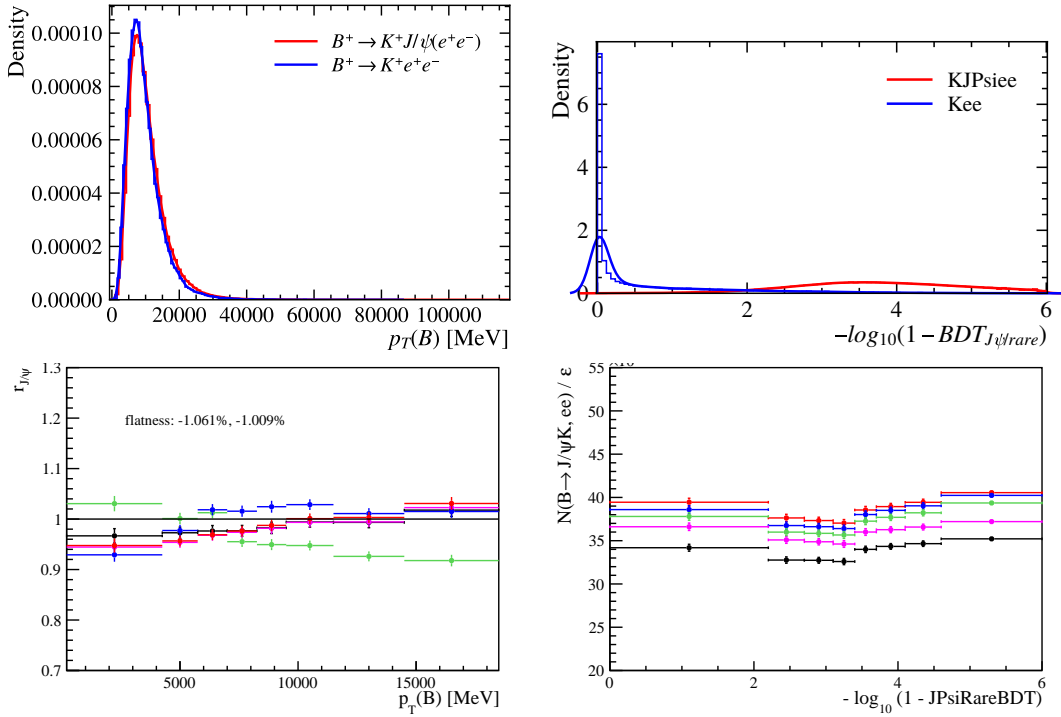 Density
0.00010
0.00008
0.00006
0.00004
0.00002
0.00000
B⁺ → K⁺ J/ψ(e⁺e⁻)
B⁺ → K⁺e⁺e⁻
0 20000 40000 60000 80000 100000
p_T(B) [MeV]
Density
6
4
2
0
KJPsiee
Kee
0 −2 −4 −6
−log₁₀(1 − BDT_J ψ/rare)
r_J/ψ
1.3
1.2
1.1
1
0.9
0.8
0.7
flatness: -1.061%, -1.009%
5000 10000 15000
p_T(B) [MeV]
N(B→ J/ψ K, ee) / ε
55
50
45
40
35
30
25
20
0 −1 −2 −3 −4 −5 −6
- log₁₀ (1 - JPsiRareBDT)